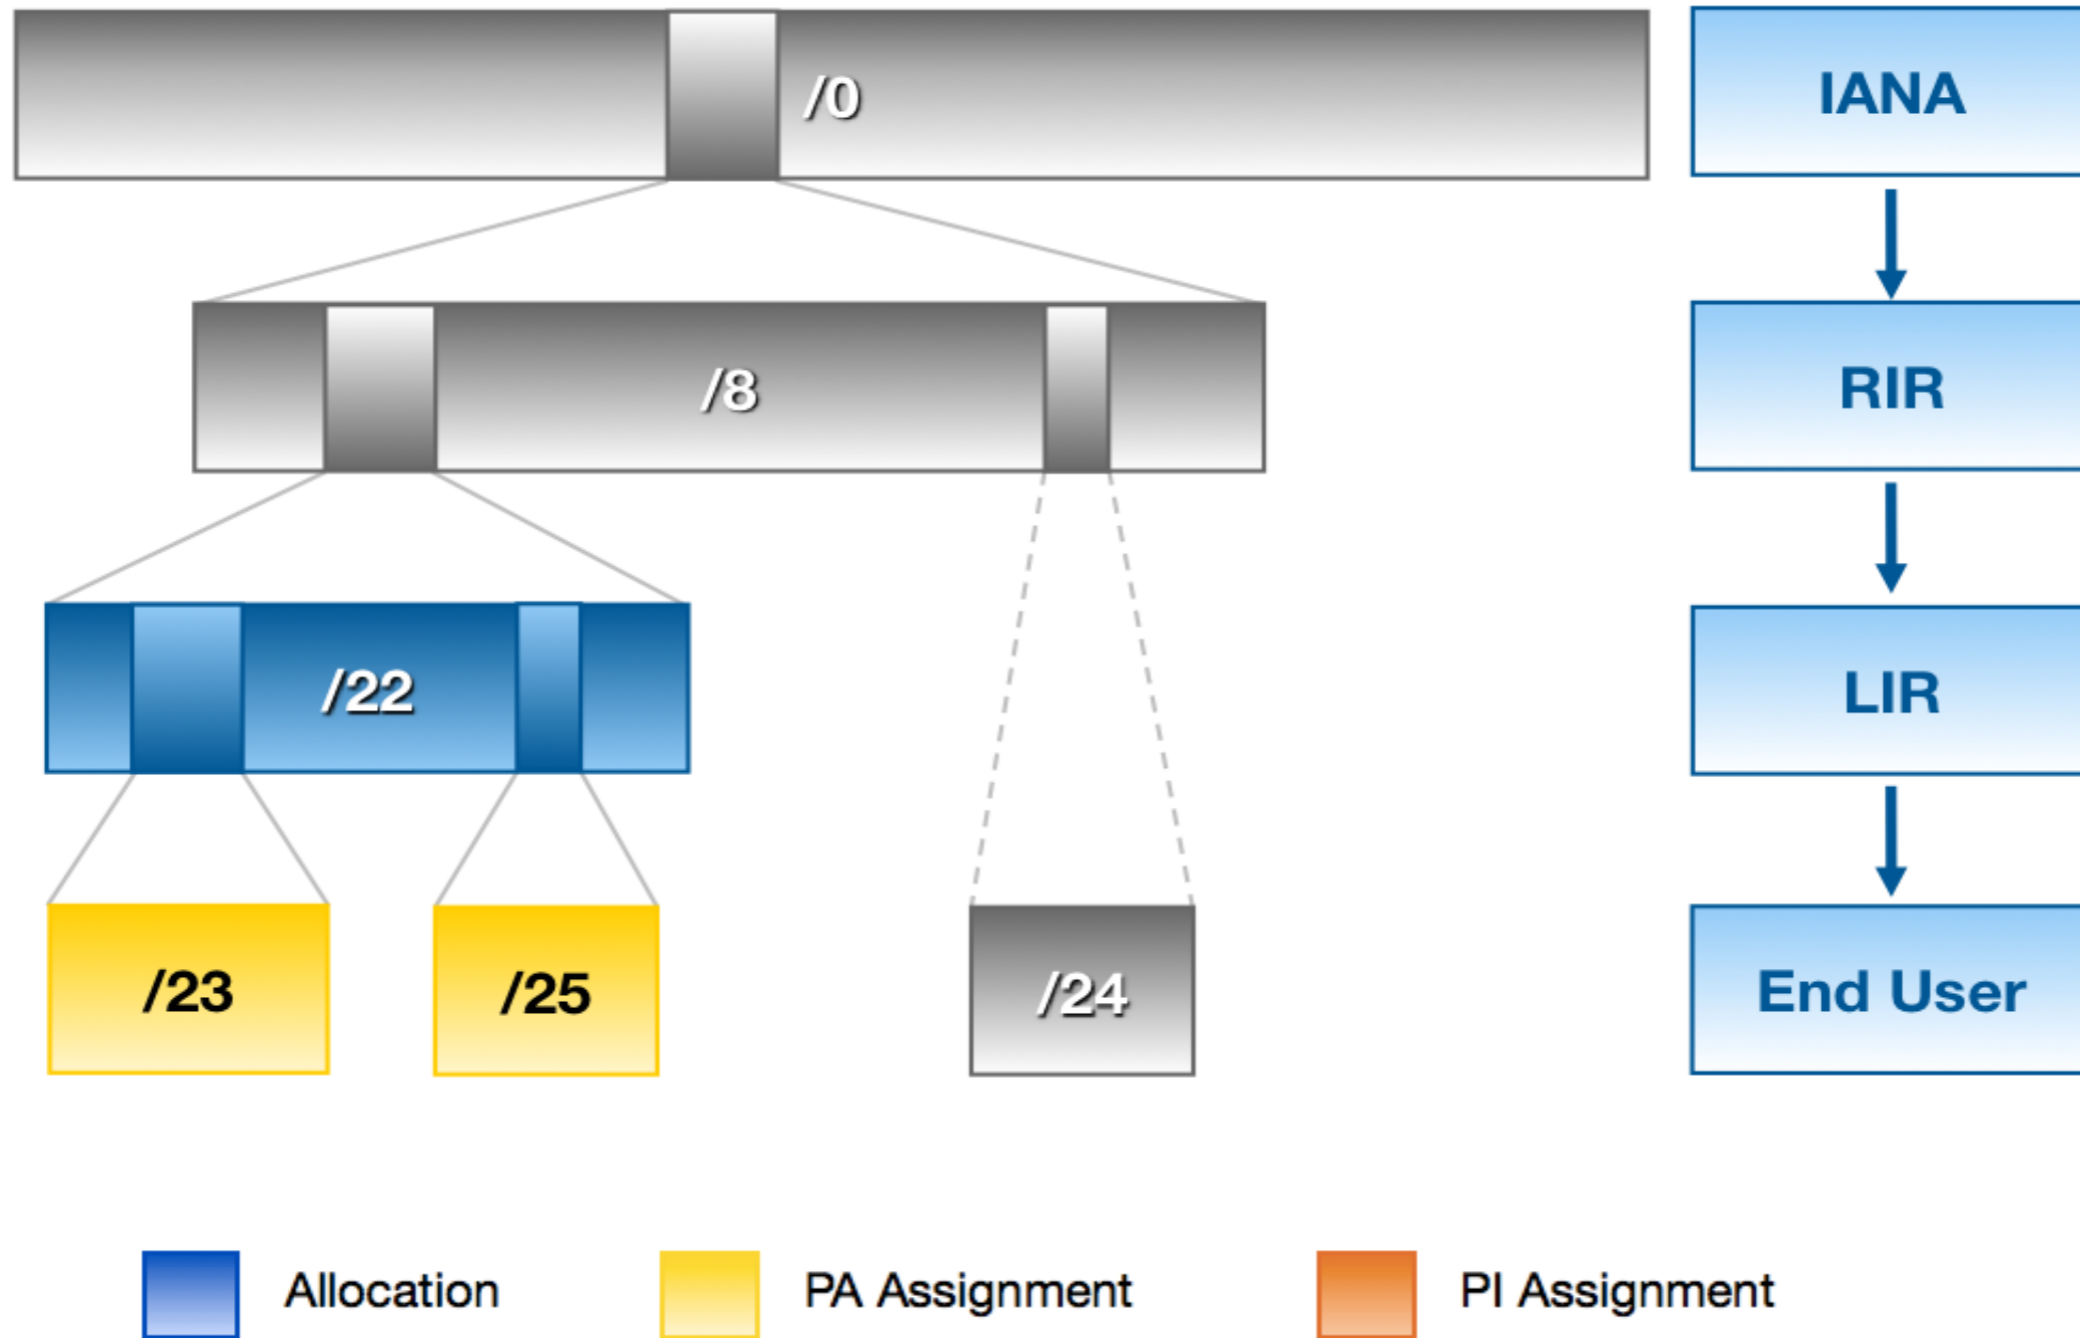 /0
IANA
/8
RIR
/22
LIR
/23
/25
/24
End User
Allocation
PA Assignment
PI Assignment